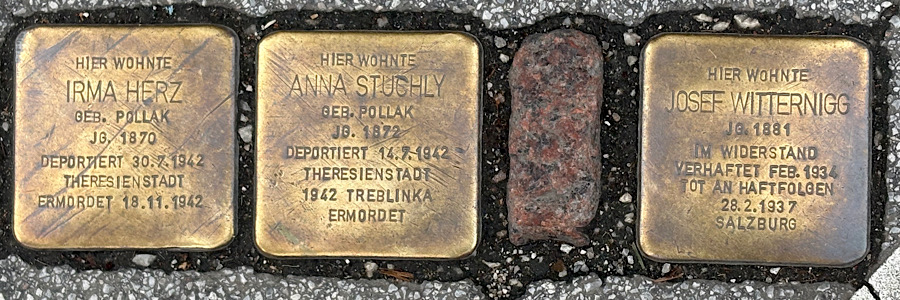 HIER WOHNTE
IRMA HERZ
GEB. POLLAK
JG. 1870
DEPORTIERT 30.7.1942
THERESIENSTADT
ERMORDET 18.11.1942
HIER WOHNTE
ANNA STUCHLY
GEB. POLLAK
JG. 1872
DEPORTIERT 14.7.1942
THERESIENSTADT
1942 TREBLINKA
ERMORDET
HIER WOHNTE
JOSEF WITTERNIGG
JG. 1881
IM WIDERSTAND
VERHAFTET FEB. 1934
TOT AN HAFTFOLGEN
28.2.1937
SALZBURG